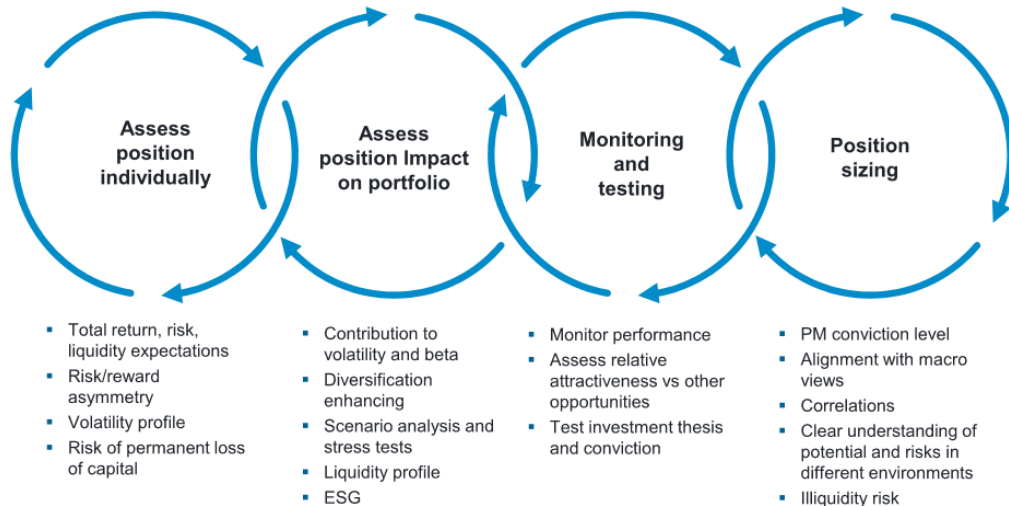 Assess
position
individually
Assess
position Impact
on portfolio
Monitoring
and
testing
Position
sizing
▪ Total return, risk,
liquidity expectations
▪ Risk/reward
asymmetry
▪ Volatility profile
▪ Risk of permanent loss
of capital
▪ Contribution to
volatility and beta
▪ Diversification
enhancing
▪ Scenario analysis and
stress tests
▪ Liquidity profile
▪ ESG
▪ Monitor performance
▪ Assess relative
attractiveness vs other
opportunities
▪ Test investment thesis
and conviction
▪ PM conviction level
▪ Alignment with macro
views
▪ Correlations
▪ Clear understanding of
potential and risks in
different environments
▪ Illiquidity risk